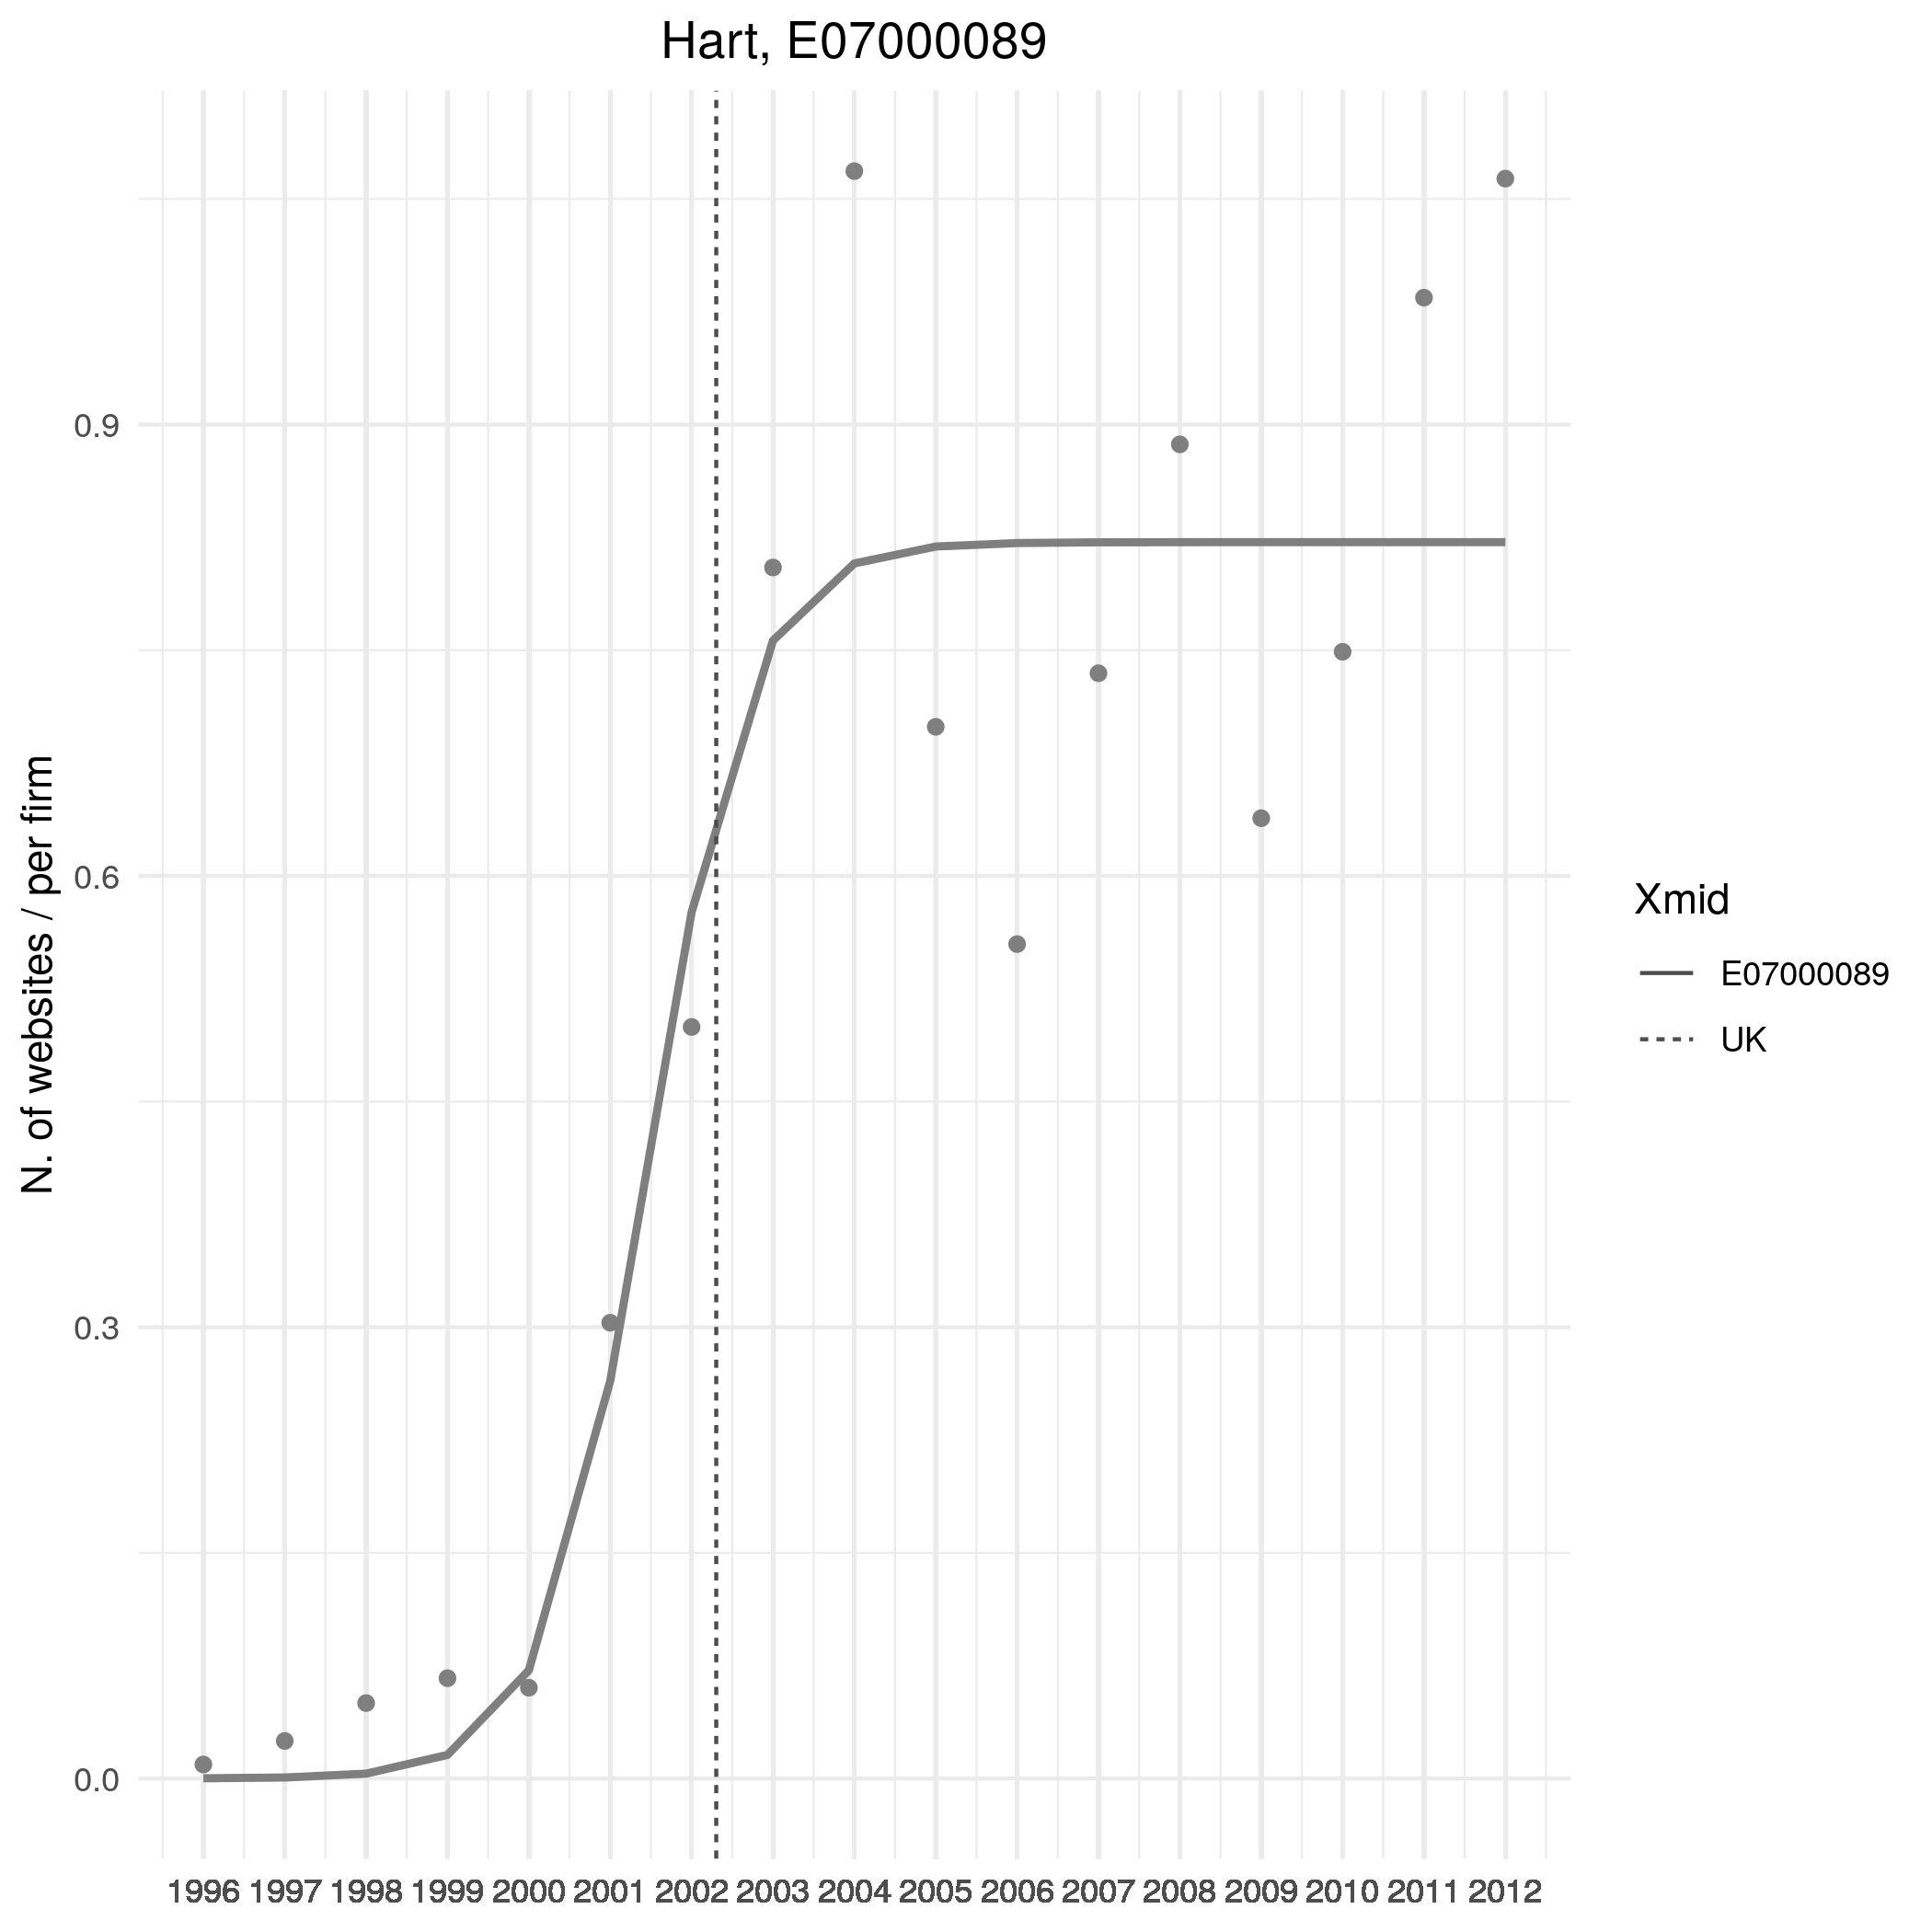 Hart, E07000089
N. of websites / per firm
0.9
0.6
0.3
0.0
1996 1997 1998 1999 2000 2001 2002 2003 2004 2005 2006 2007 2008 2009 2010 2011 2012
Xmid
E07000089
UK